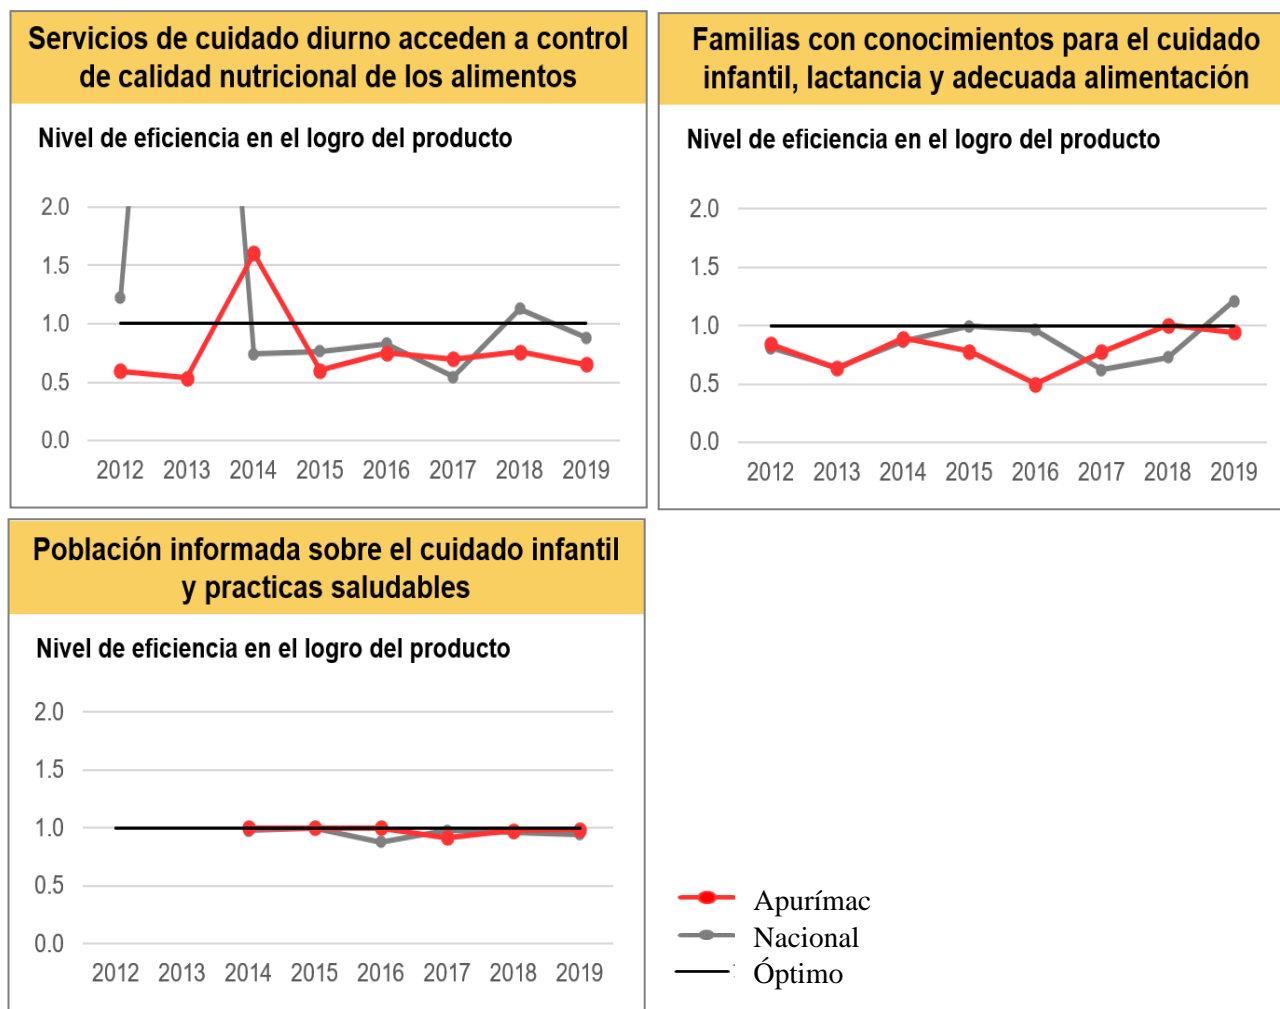 Servicios de cuidado diurno acceden a control
de calidad nutricional de los alimentos
Nivel de eficiencia en el logro del producto
2.0
1.5
1.0
0.5
0.0
2012 2013 2014 2015 2016 2017 2018 2019
Familias con conocimientos para el cuidado
infantil, lactancia y adecuada alimentación
Nivel de eficiencia en el logro del producto
2.0
1.5
1.0
0.5
0.0
2012 2013 2014 2015 2016 2017 2018 2019
Población informada sobre el cuidado infantil
y practicas saludables
Nivel de eficiencia en el logro del producto
2.0
1.5
1.0
0.5
0.0
2012 2013 2014 2015 2016 2017 2018 2019
Apurímac
Nacional
Óptimo